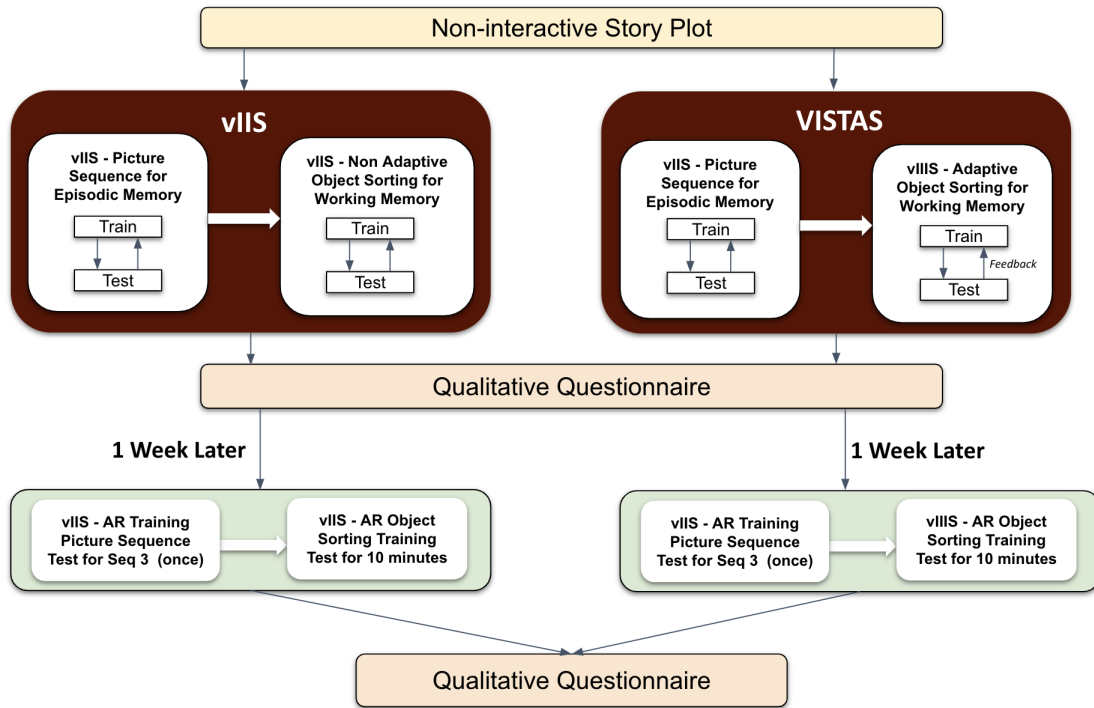 Non-interactive Story Plot
vIIS
vIIS - Picture
Sequence for
Episodic Memory
Train
Test
vIIS - Non Adaptive
Object Sorting for
Working Memory
Train
Test
VISTAS
vIIS - Picture
Sequence for
Episodic Memory
Train
Test
vIIIS - Adaptive
Object Sorting for
Working Memory
Train
Feedback
Test
Qualitative Questionnaire
1 Week Later
1 Week Later
vIIS - AR Training
Picture Sequence
Test for Seq 3 (once)
vIIS - AR Object
Sorting Training
Test for 10 minutes
vIIS - AR Training
Picture Sequence
Test for Seq 3 (once)
vIIIS - AR Object
Sorting Training
Test for 10 minutes
Qualitative Questionnaire